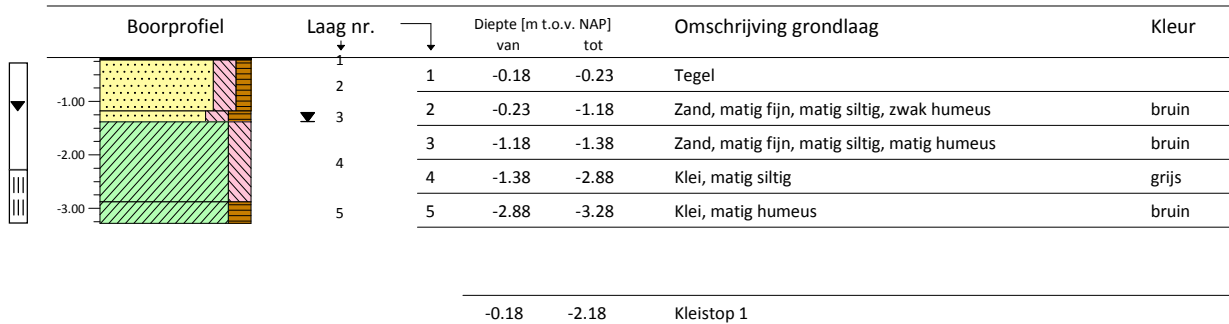 Boorprofiel Laag nr. Diepte [m t.o.v. NAP] Omschrijving grondlaag Kleur
van tot
1
1 -0.18 -0.23 Tegel
2
-1.00
2 -0.23 -1.18 Zand, matig fijn, matig siltig, zwak humeus bruin
3
3 -1.18 -1.38 Zand, matig fijn, matig siltig, matig humeus bruin
-2.00
4
4 -1.38 -2.88 Klei, matig siltig grijs
-3.00
5
5 -2.88 -3.28 Klei, matig humeus bruin
-0.18 -2.18 Kleistop 1